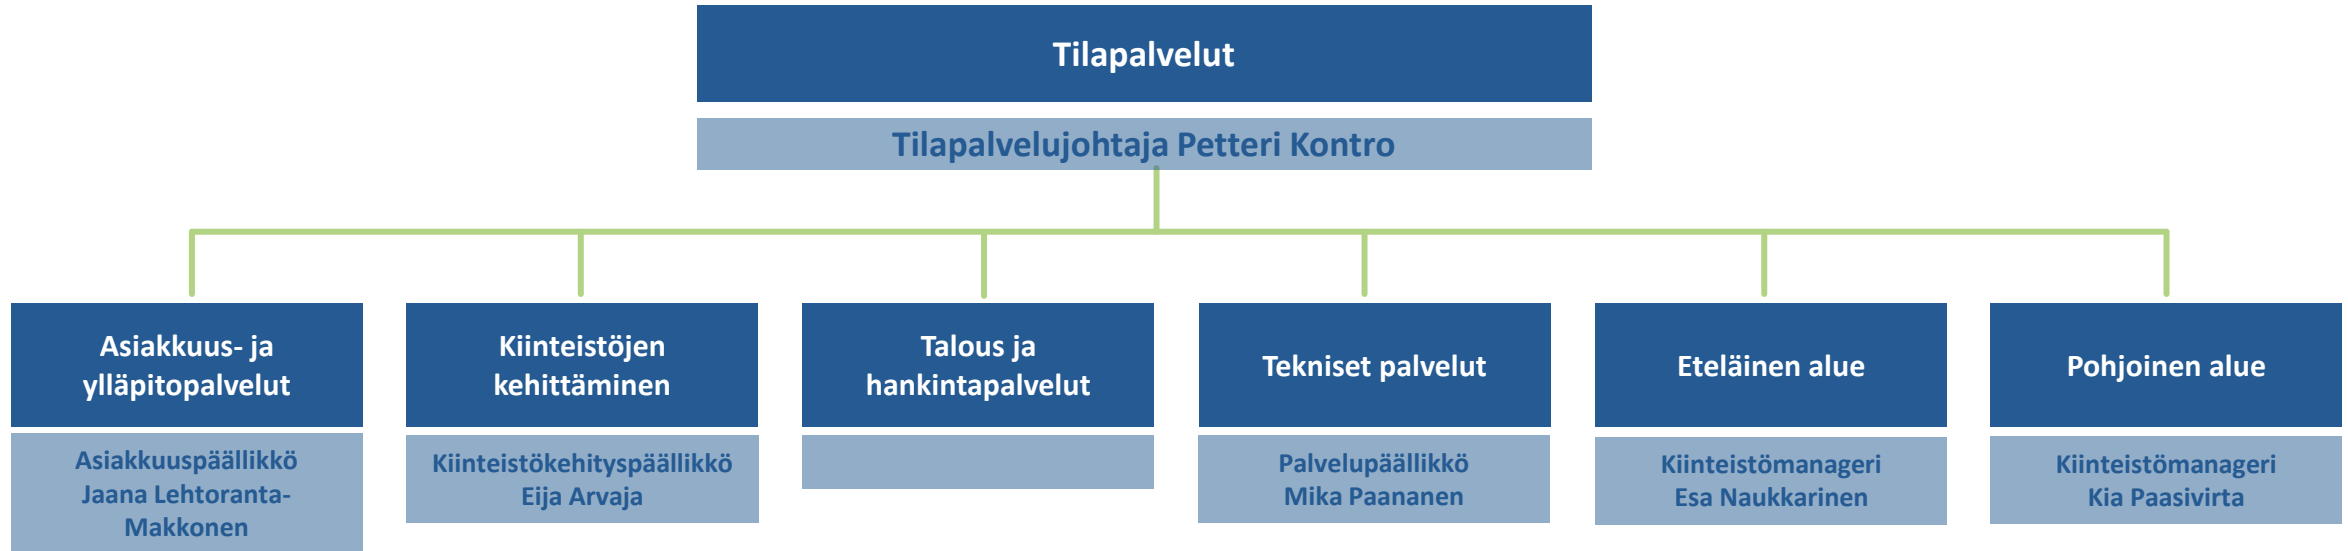 Tilapalvelut
Tilapalvelujohtaja Petteri Kontro
Asiakkuus- ja
ylläpitopalvelut
Asiakkuuspäällikkö
Jaana Lehtoranta-
Makkonen
Kiinteistöjen
kehittäminen
Kiinteistökehityspäällikkö
Eija Arvaja
Talous ja
hankintapalvelut
Tekniset palvelut
Palvelupäällikkö
Mika Paananen
Eteläinen alue
Kiinteistömanageri
Esa Naukkarinen
Pohjoinen alue
Kiinteistömanageri
Kia Paasivirta